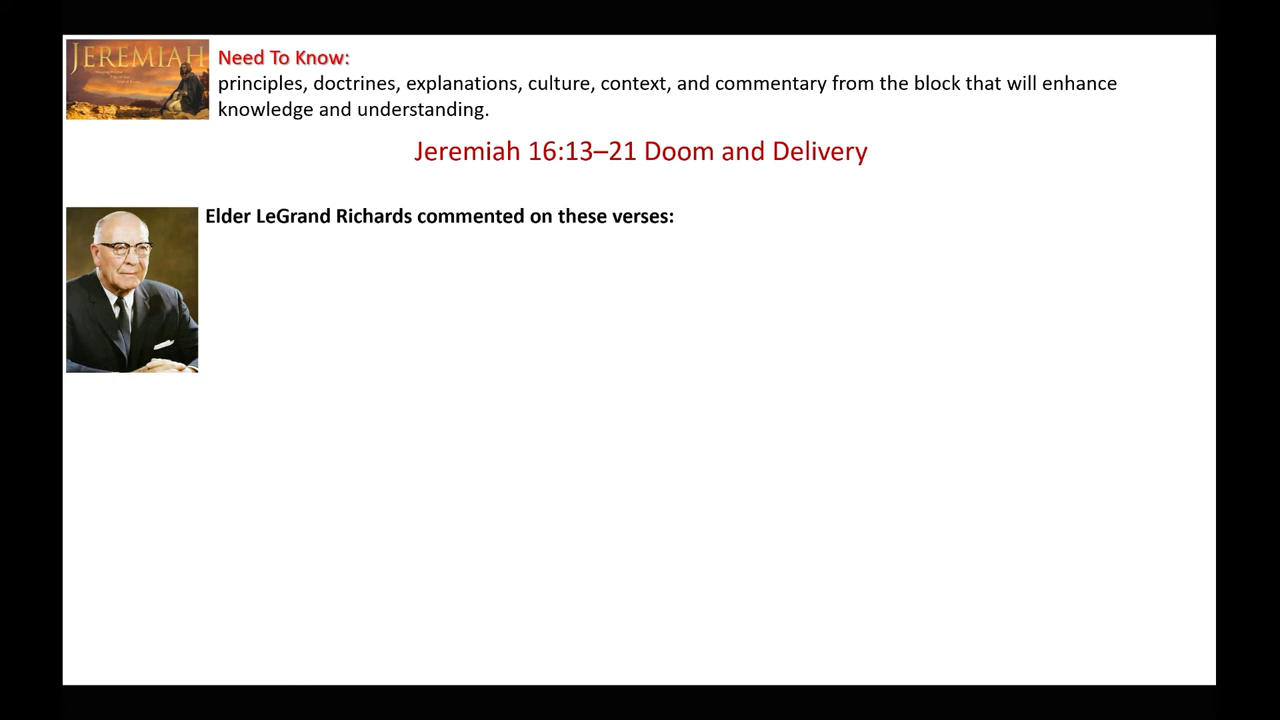 JEREMIAH
Need To Know:
principles, doctrines, explanations, culture, context, and commentary from the block that will enhance
knowledge and understanding.
Jeremiah 16:13–21 Doom and Delivery
Elder LeGrand Richards commented on these verses: